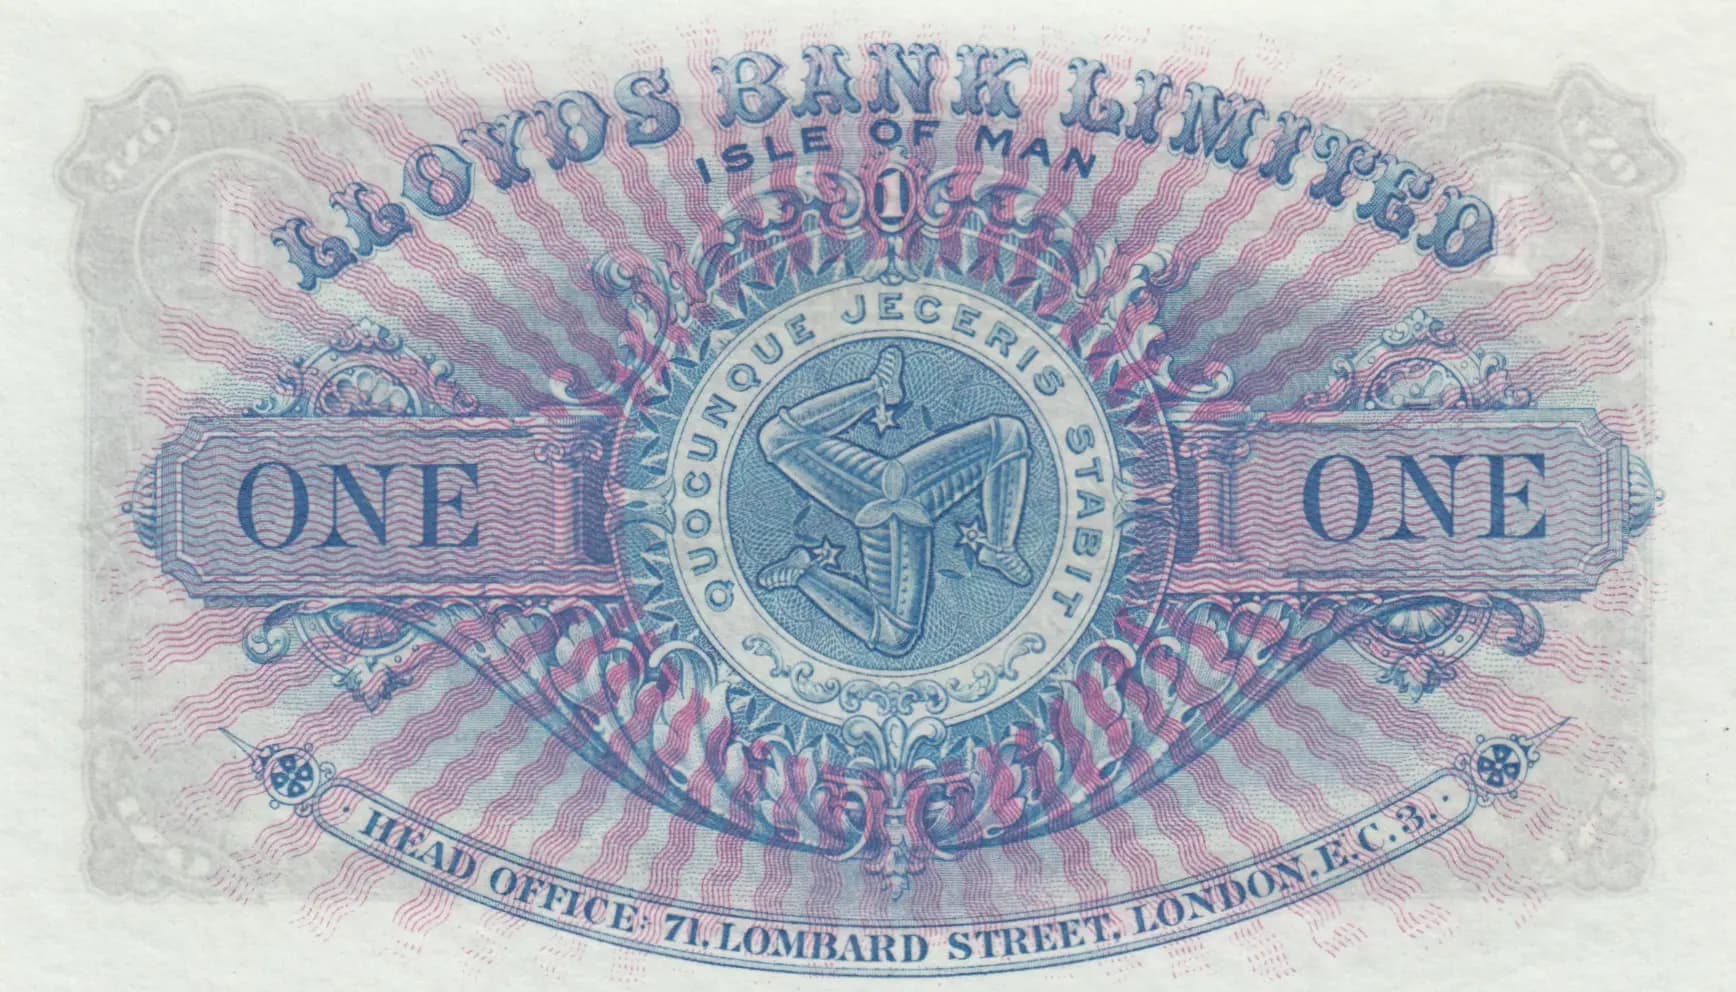 LLOYDS BANK LIMITED
ISLE OF MAN
1
QUOCUNQUE JECERIS STABIT
ONE
ONE
· HEAD OFFICE: 71, LOMBARD STREET, LONDON, E.C.3. ·